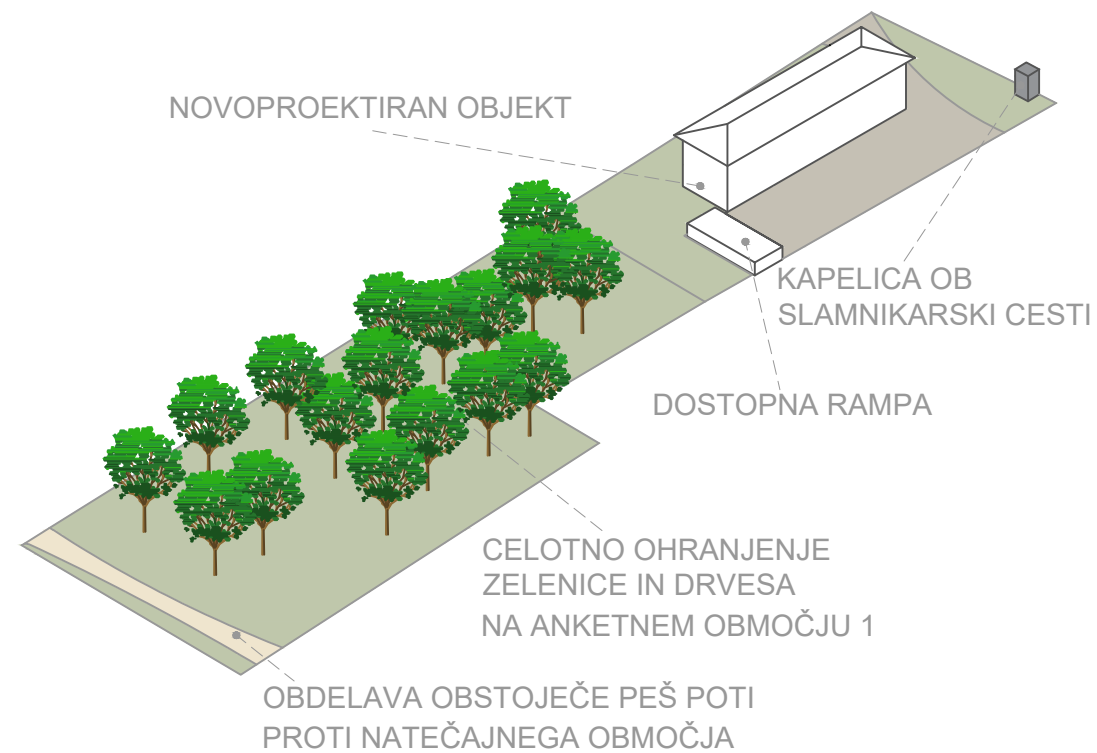 NOVOPROEKTIRAN OBJEKT
KAPELICA OB
SLAMNIKARSKI CESTI
DOSTOPNA RAMPA
CELOTNO OHRANJENJE
ZELENICE IN DRVESA
NA ANKETNEM OBMOČJU 1
OBDELAVA OBSTOJEČE PEŠ POTI
PROTI NATEČAJNEGA OBMOČJA